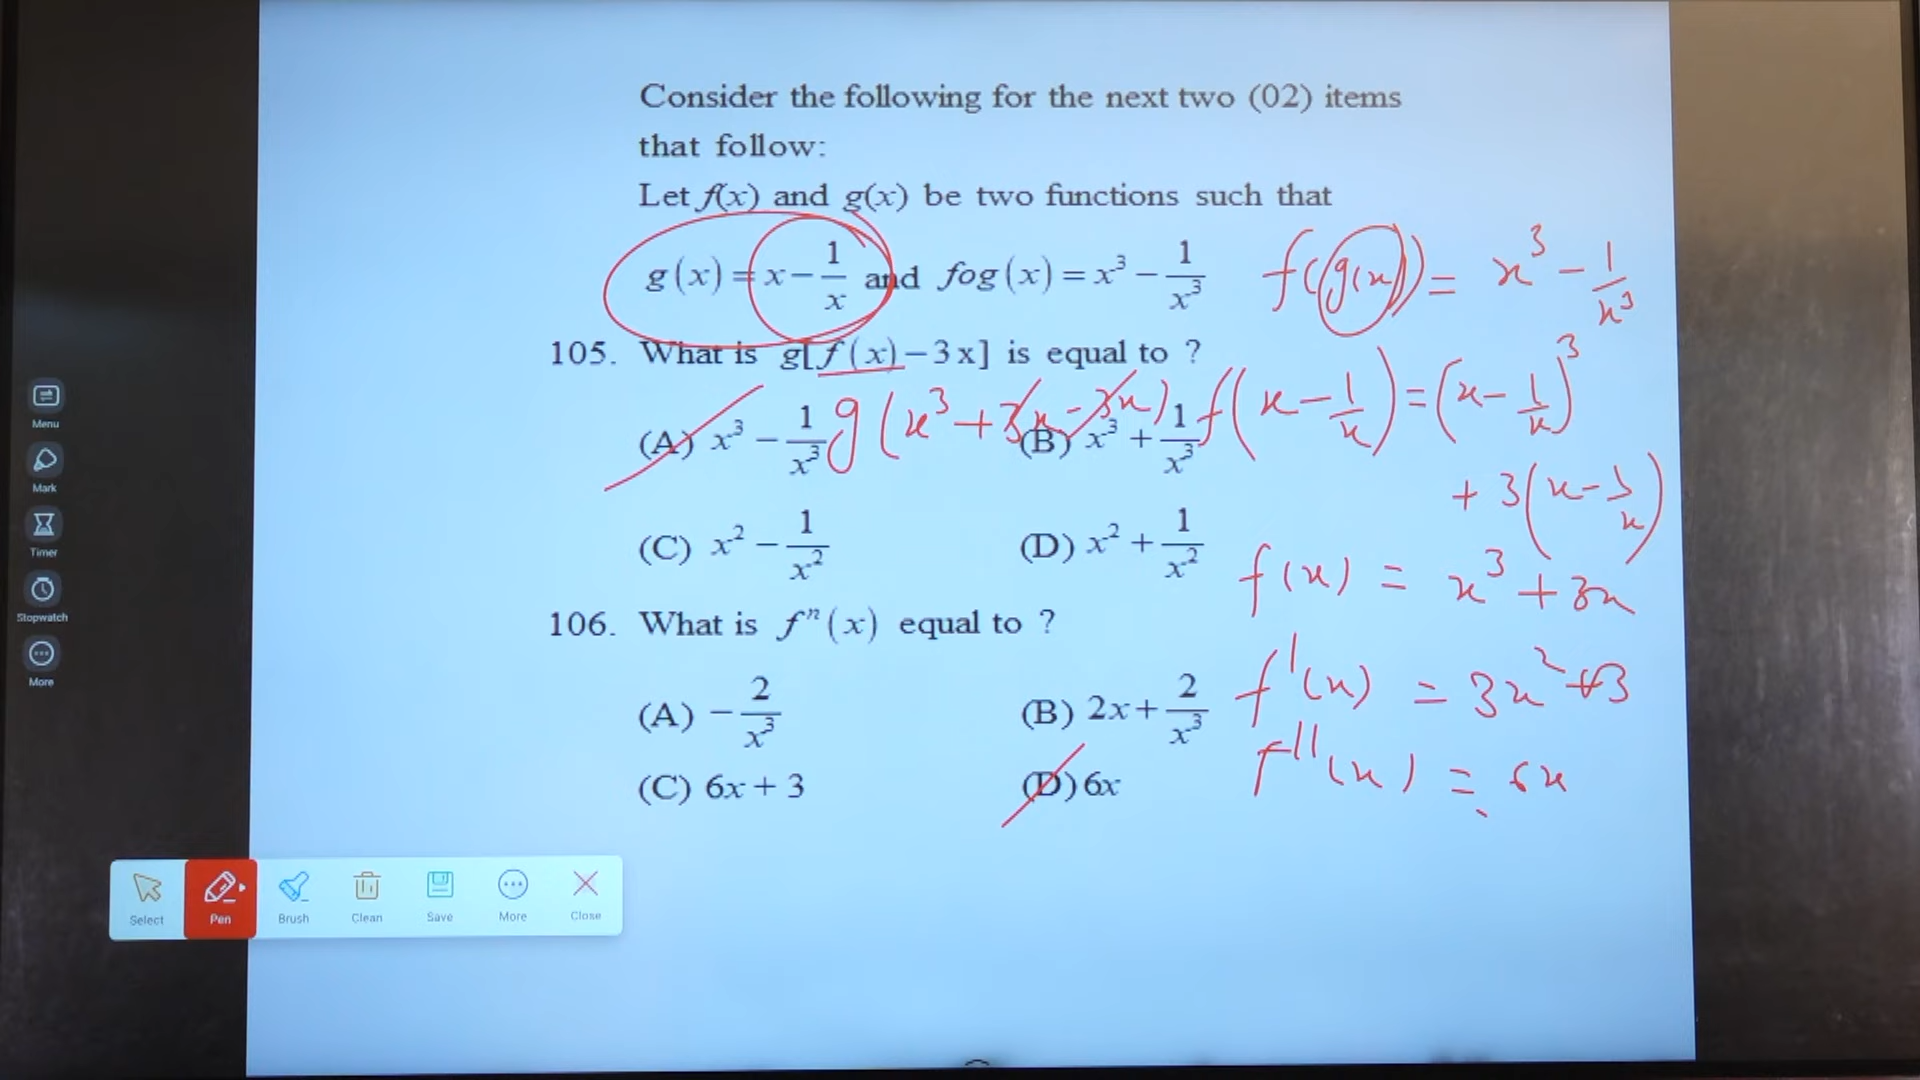 Consider the following for the next two (02) items
that follow:
Let f(x) and g(x) be two functions such that
g(x) = x − 1/x and fog(x) = x³ − 1/x³
f(g(x)) = x³ − 1/x³
105. What is g[f(x)−3x] is equal to ?
g(x³+3x−3x)
f(x − 1/x) = (x − 1/x)³
(A) x³ − 1/x³ (B) x³ + 1/x³
+ 3(x −
x)
(C) x² − 1/x² (D) x² + 1/x²
f(x) = x³ + 3x
106. What is fⁿ(x) equal to ?
f'(x) = 3x² + 3
(A) − 2/x³ (B) 2x + 2/x³
f''(x) = 6x
(C) 6x + 3 (D) 6x
Menu
Mark
Timer
Stopwatch
More
Select Pen Brush Clean Save More Close